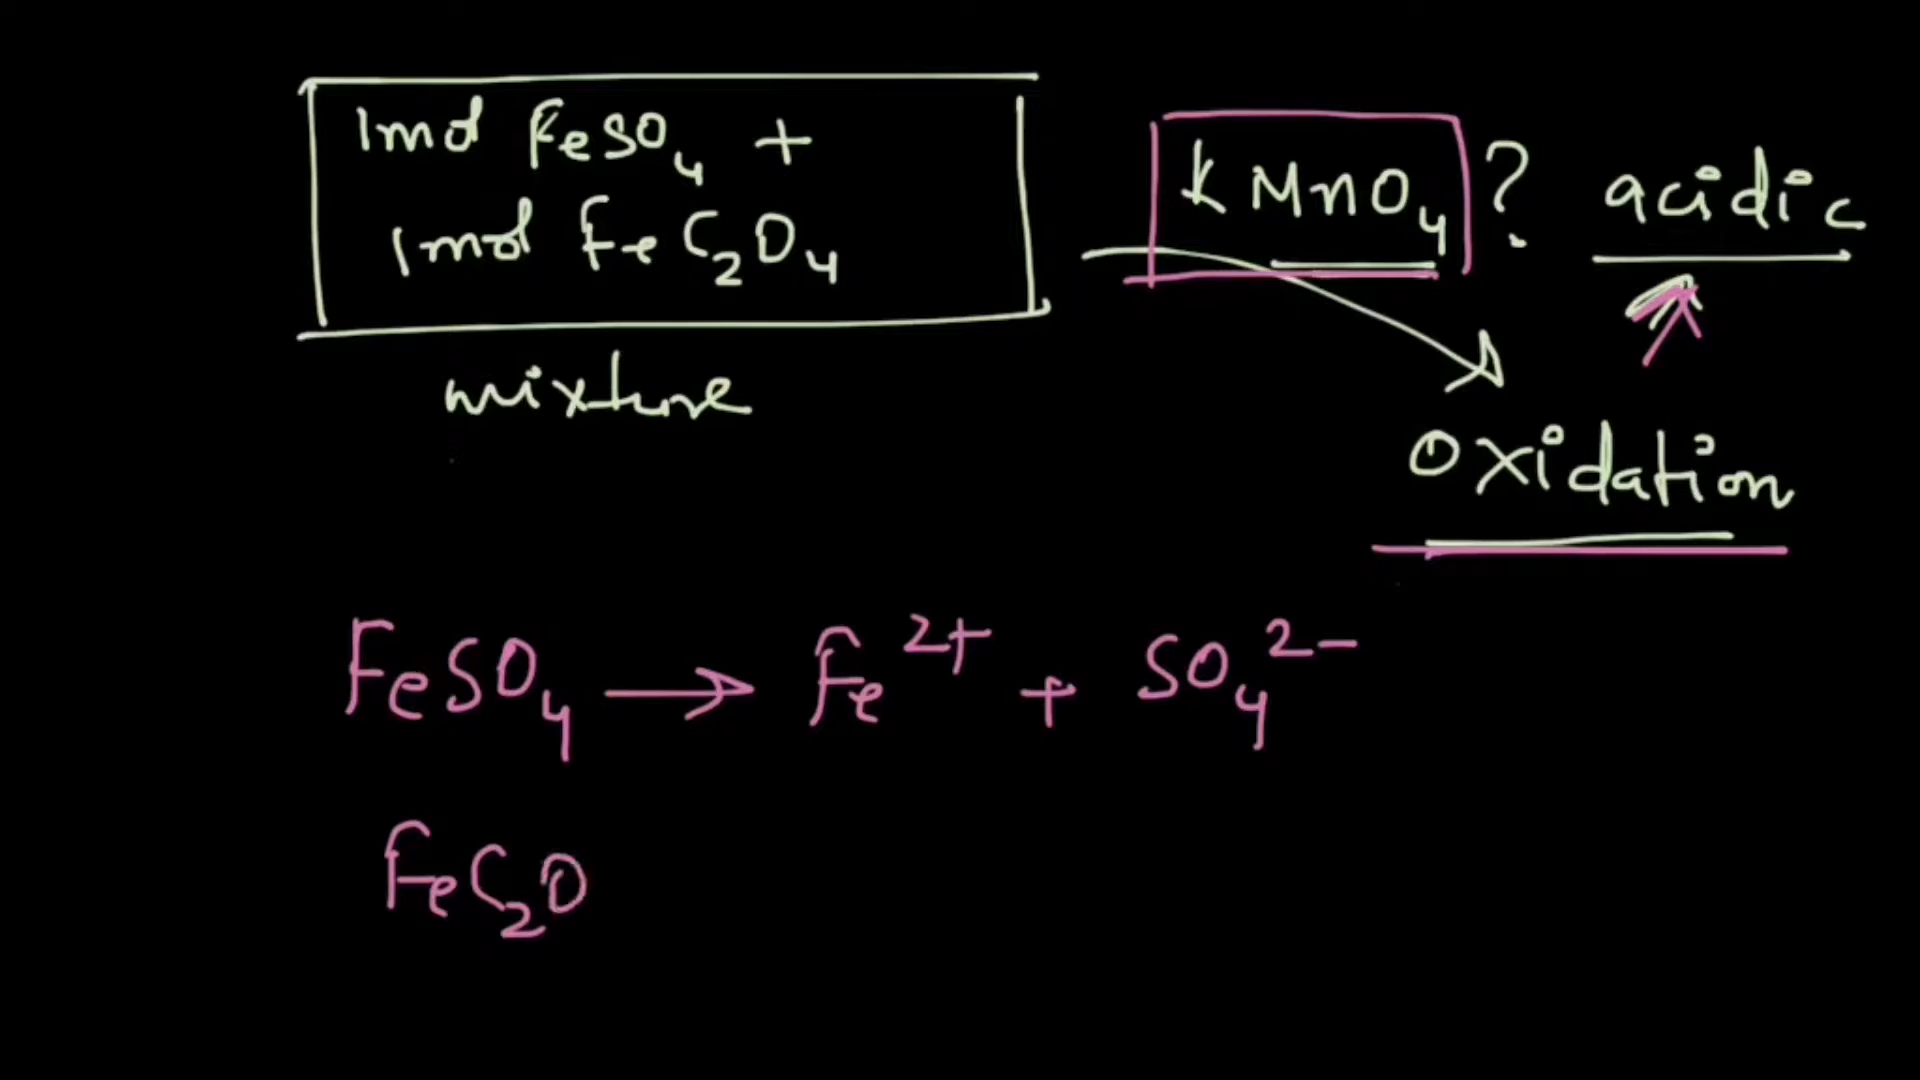 1mol FeSO₄ +
1mol FeC₂O₄
KMnO₄? acidic
mixture
oxidation
FeSO₄ → Fe²⁺ + SO₄²⁻
FeC₂O